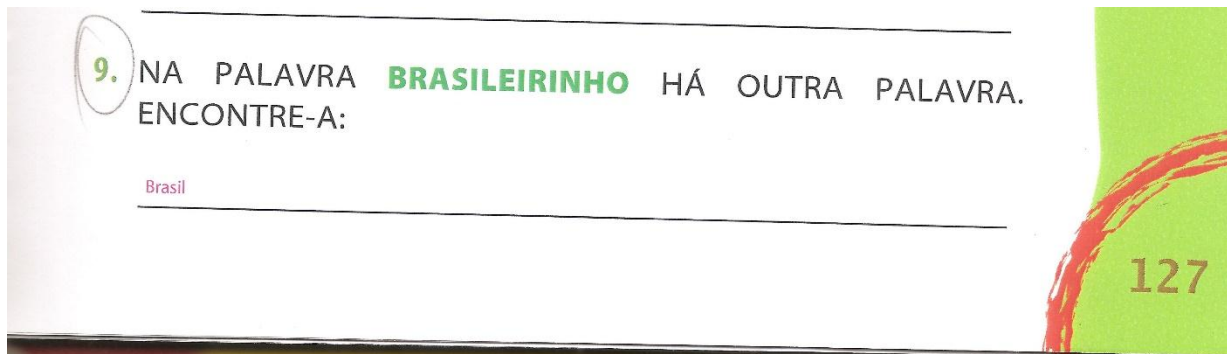 9. NA PALAVRA BRASILEIRINHO HÁ OUTRA PALAVRA.
ENCONTRE-A:
Brasil
127